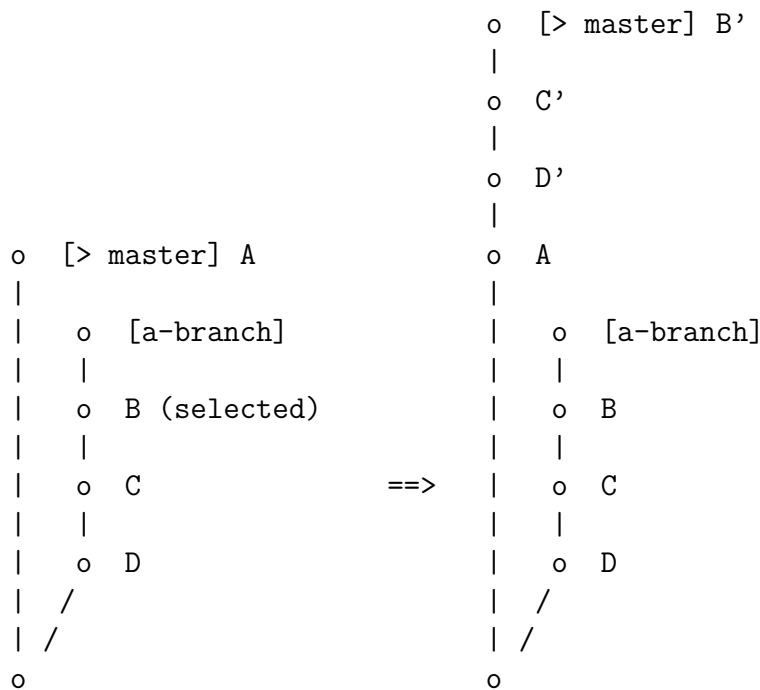 o [> master] B’
|
o C’
|
o D’
|
o [> master] A o A
| |
| o [a-branch] | o [a-branch]
| | | |
| o B (selected) | o B
| | | |
| o C ==> | o C
| | | |
| o D | o D
| / | /
| / | /
o o